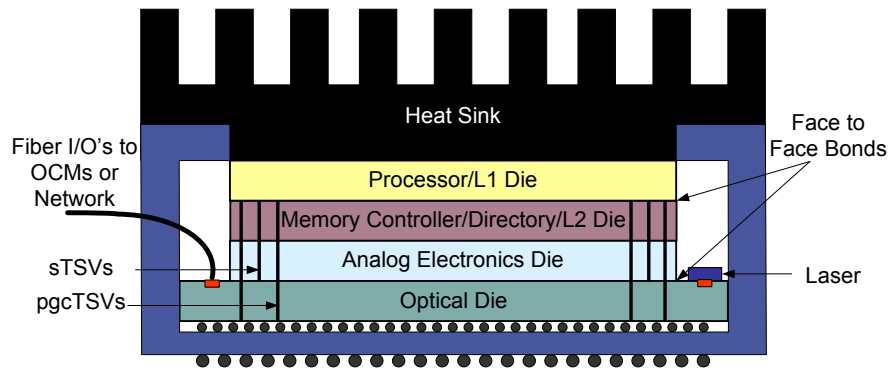 Heat Sink
Fiber I/O's to
OCMs or
Network
Face to
Face Bonds
Processor/L1 Die
Memory Controller/Directory/L2 Die
Analog Electronics Die
sTSVs
Laser
pgcTSVs
Optical Die